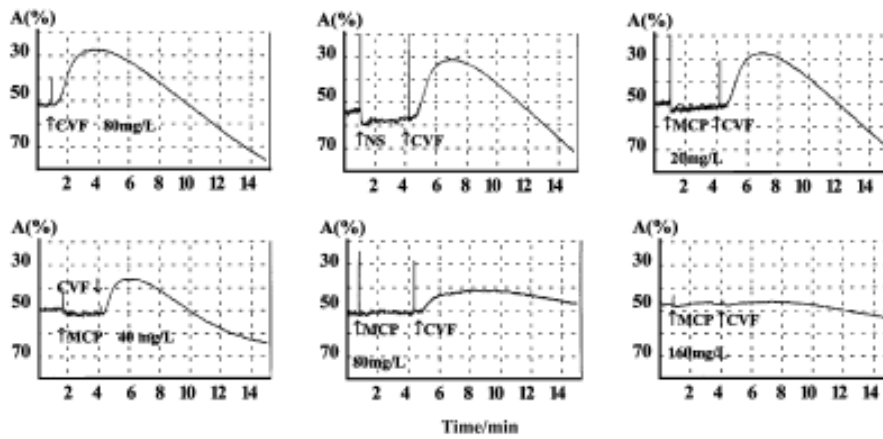 A(%)
30
50
70
↑CVF 80mg/L
2 4 6 8 10 12 14
A(%)
30
50
70
↑NS ↑CVF
2 4 6 8 10 12 14
A(%)
30
50
70
↑MCP ↑CVF
20mg/L
2 4 6 8 10 12 14
A(%)
30
50
70
CVF ↓
↑MCP 40 mg/L
2 4 6 8 10 12 14
A(%)
30
50
70
↑MCP ↑CVF
80mg/L
2 4 6 8 10 12 14
A(%)
30
50
70
↑MCP ↑CVF
160mg/L
2 4 6 8 10 12 14
Time/min